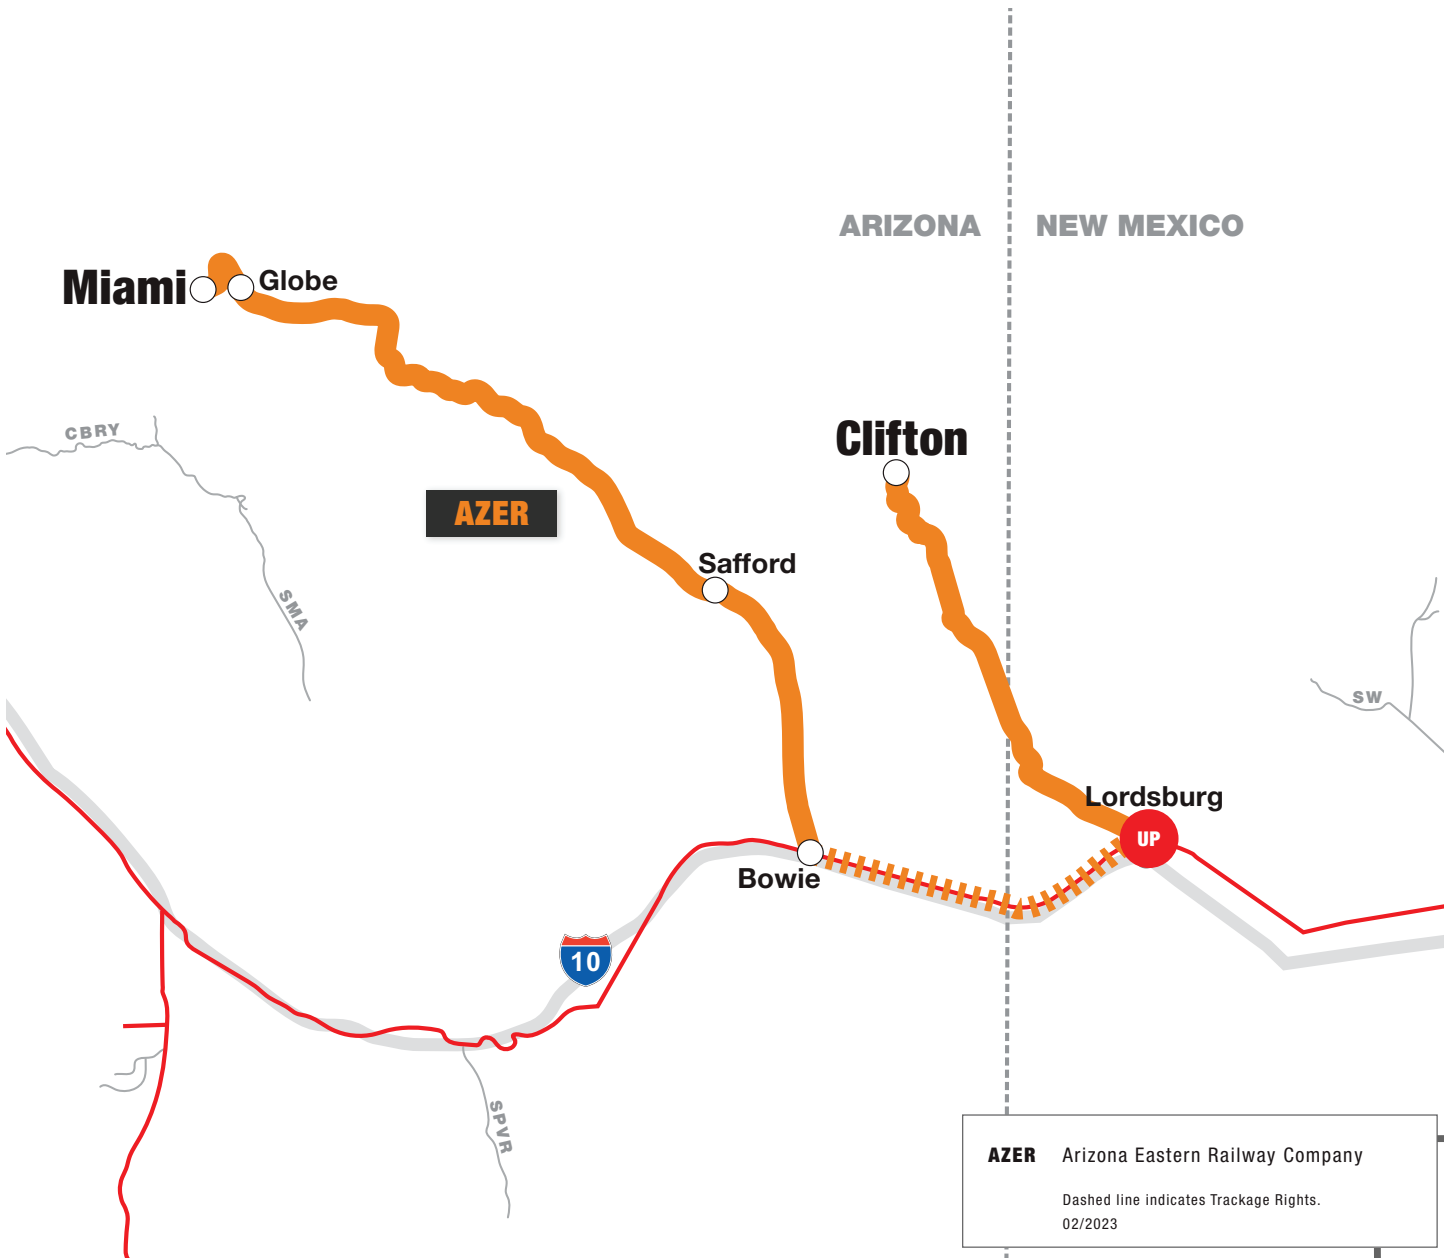 ARIZONA
NEW MEXICO
Miami
Globe
CBRY
Clifton
AZER
Safford
SMA
SW
Lordsburg
UP
Bowie
10
SPVR
AZER Arizona Eastern Railway Company
Dashed line indicates Trackage Rights.
02/2023